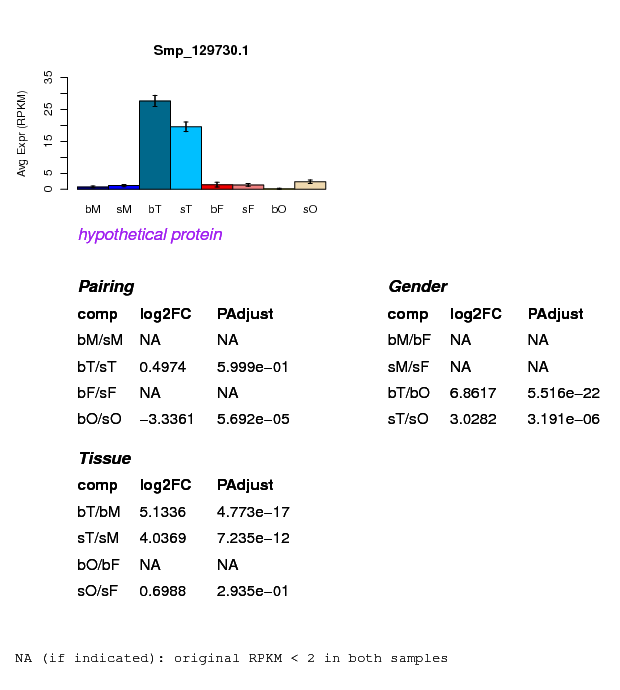 Smp_129730.1
Avg Expr (RPKM)
35
25
15
5
0
bM sM bT sT bF sF bO sO
hypothetical protein
Pairing
comp log2FC PAdjust
bM/sM NA NA
bT/sT 0.4974 5.999e−01
bF/sF NA NA
bO/sO −3.3361 5.692e−05
Gender
comp log2FC PAdjust
bM/bF NA NA
sM/sF NA NA
bT/bO 6.8617 5.516e−22
sT/sO 3.0282 3.191e−06
Tissue
comp log2FC PAdjust
bT/bM 5.1336 4.773e−17
sT/sM 4.0369 7.235e−12
bO/bF NA NA
sO/sF 0.6988 2.935e−01
NA (if indicated): original RPKM < 2 in both samples